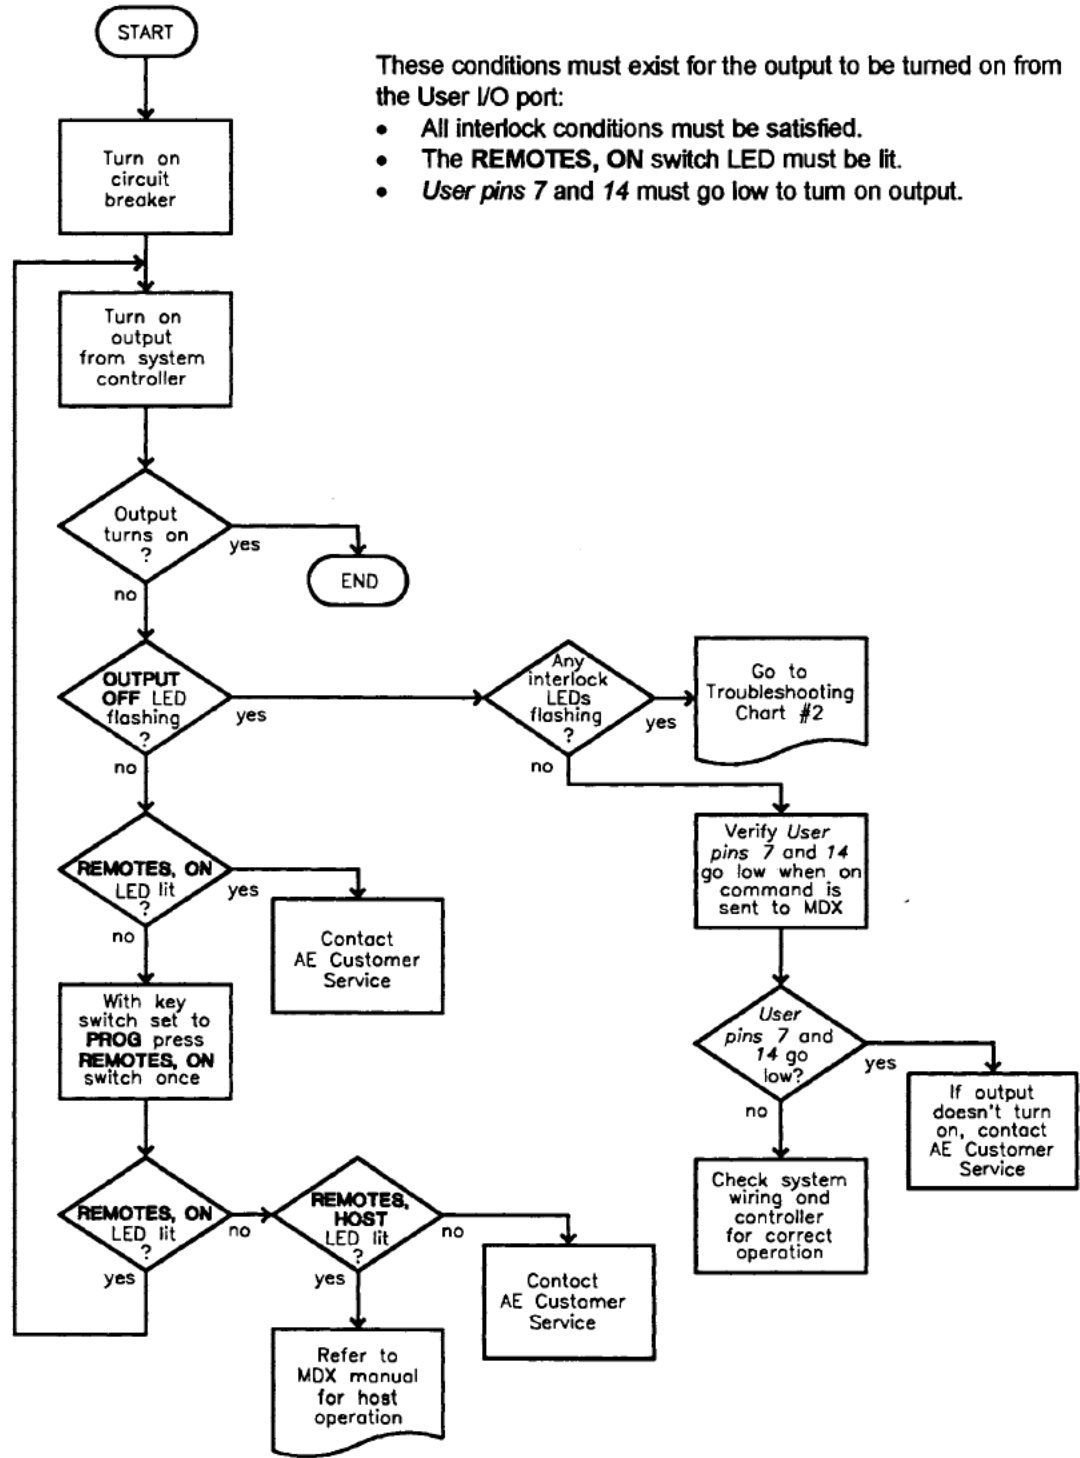 START
These conditions must exist for the output to be turned on from
the User I/O port:
• All interlock conditions must be satisfied.
• The REMOTES, ON switch LED must be lit.
• User pins 7 and 14 must go low to turn on output.
Turn on
circuit
breaker
Turn on
output
from system
controller
Output
turns on
?
yes
no
END
OUTPUT
OFF LED
flashing
?
yes
no
Any
interlock
LEDs
flashing
?
yes
no
Go to
Troubleshooting
Chart #2
REMOTES, ON
LED lit
?
yes
no
Contact
AE Customer
Service
Verify User
pins 7 and 14
go low when on
command is
sent to MDX
With key
switch set to
PROG press
REMOTES, ON
switch once
User
pins 7 and
14 go
low?
yes
no
If output
doesn't turn
on, contact
AE Customer
Service
REMOTES, ON
LED lit
?
no
yes
REMOTES,
HOST
LED lit
?
no
yes
Check system
wiring and
controller
for correct
operation
Contact
AE Customer
Service
Refer to
MDX manual
for host
operation